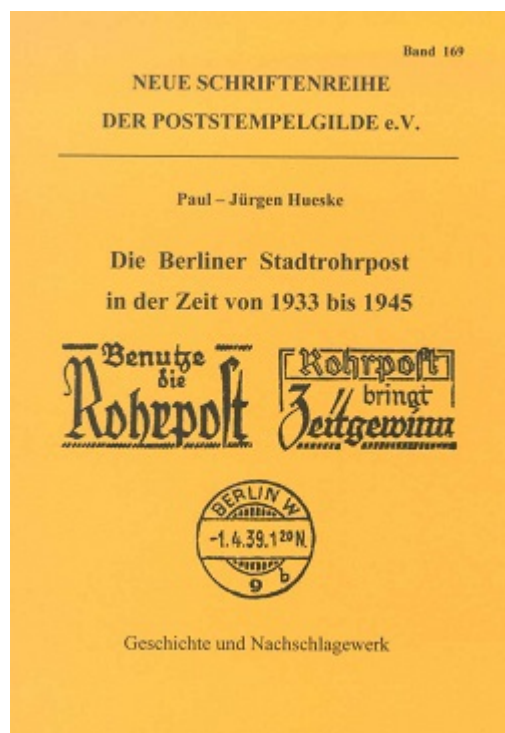 Band 169
NEUE SCHRIFTENREIHE
DER POSTSTEMPELGILDE e.V.
Paul – Jürgen Hueske
Die Berliner Stadtrohrpost
in der Zeit von 1933 bis 1945
Benutze
die
Rohrpost
Rohrpost
bringt
Zeitgewinn
BERLIN W
-1.4.39.1 20 N.
9 b
Geschichte und Nachschlagewerk